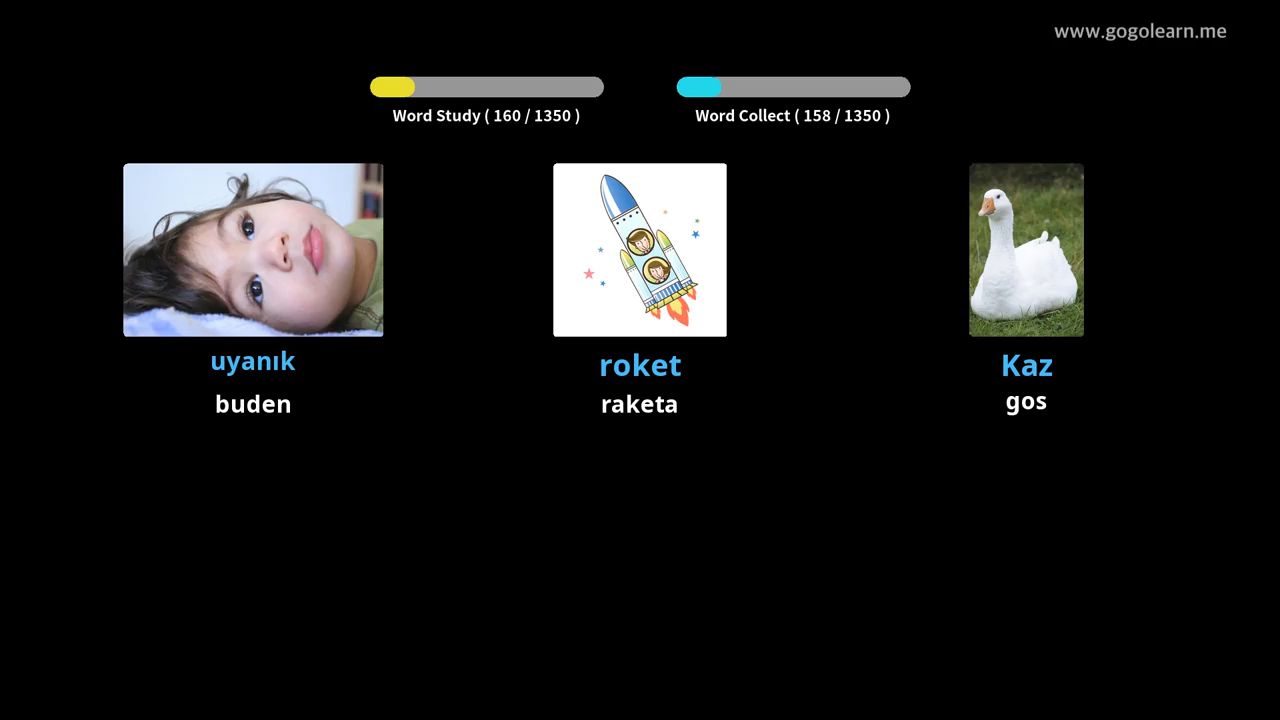 www.gogolearn.me
Word Study ( 160 / 1350 )
Word Collect ( 158 / 1350 )
uyanık
roket
Kaz
buden
raketa
gos